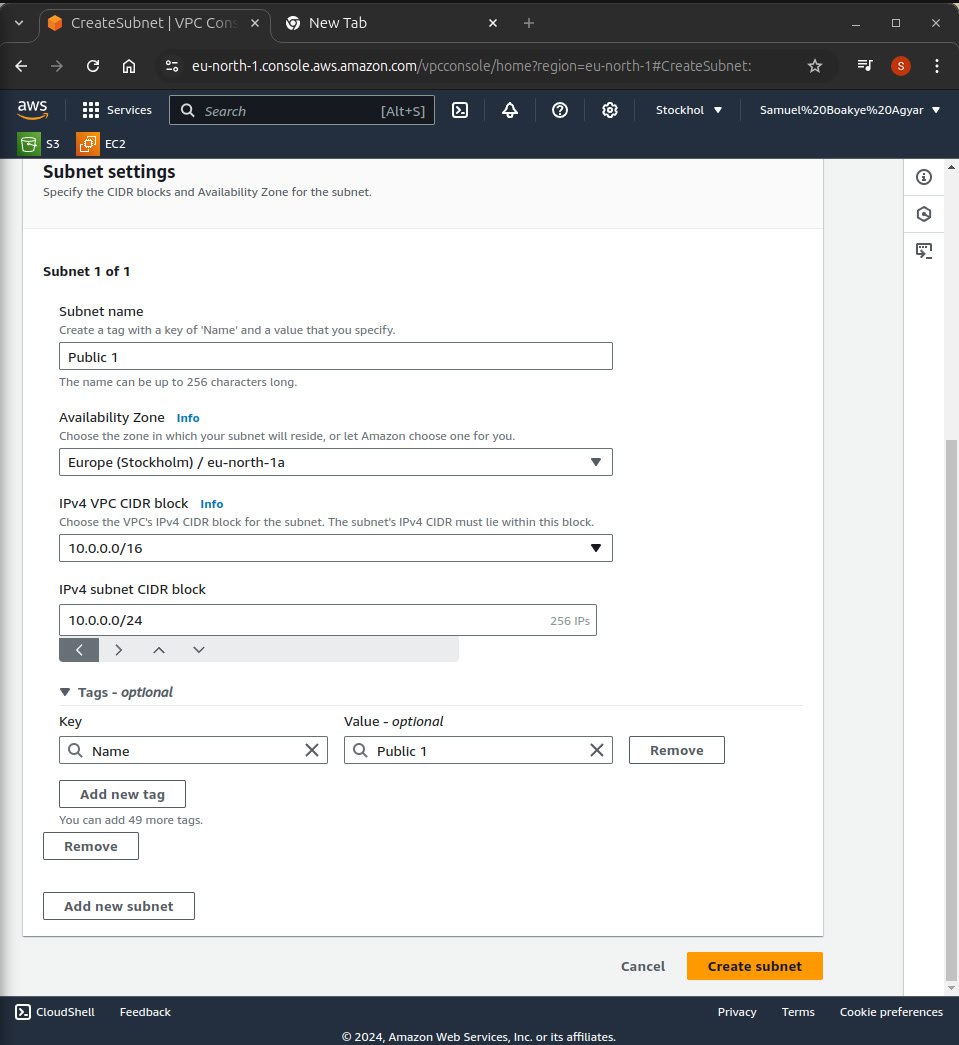 CreateSubnet | VPC Cons
New Tab
eu-north-1.console.aws.amazon.com/vpcconsole/home?region=eu-north-1#CreateSubnet:
S
aws
Services
Search
[Alt+S]
Stockhol
Samuel%20Boakye%20Agyar
S3
EC2
Subnet settings
Specify the CIDR blocks and Availability Zone for the subnet.
Subnet 1 of 1
Subnet name
Create a tag with a key of 'Name' and a value that you specify.
Public 1
The name can be up to 256 characters long.
Availability Zone Info
Choose the zone in which your subnet will reside, or let Amazon choose one for you.
Europe (Stockholm) / eu-north-1a
IPv4 VPC CIDR block Info
Choose the VPC's IPv4 CIDR block for the subnet. The subnet's IPv4 CIDR must lie within this block.
10.0.0.0/16
IPv4 subnet CIDR block
10.0.0.0/24
256 IPs
Tags - optional
Key
Value - optional
Name
Public 1
Remove
Add new tag
You can add 49 more tags.
Remove
Add new subnet
Cancel
Create subnet
CloudShell
Feedback
Privacy
Terms
Cookie preferences
© 2024, Amazon Web Services, Inc. or its affiliates.